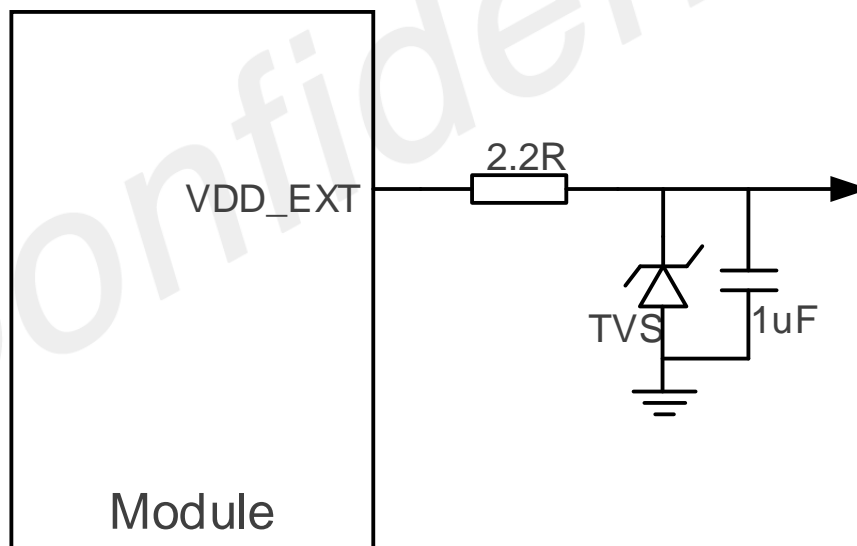 2.2R
VDD_EXT
TVS
1uF
Module